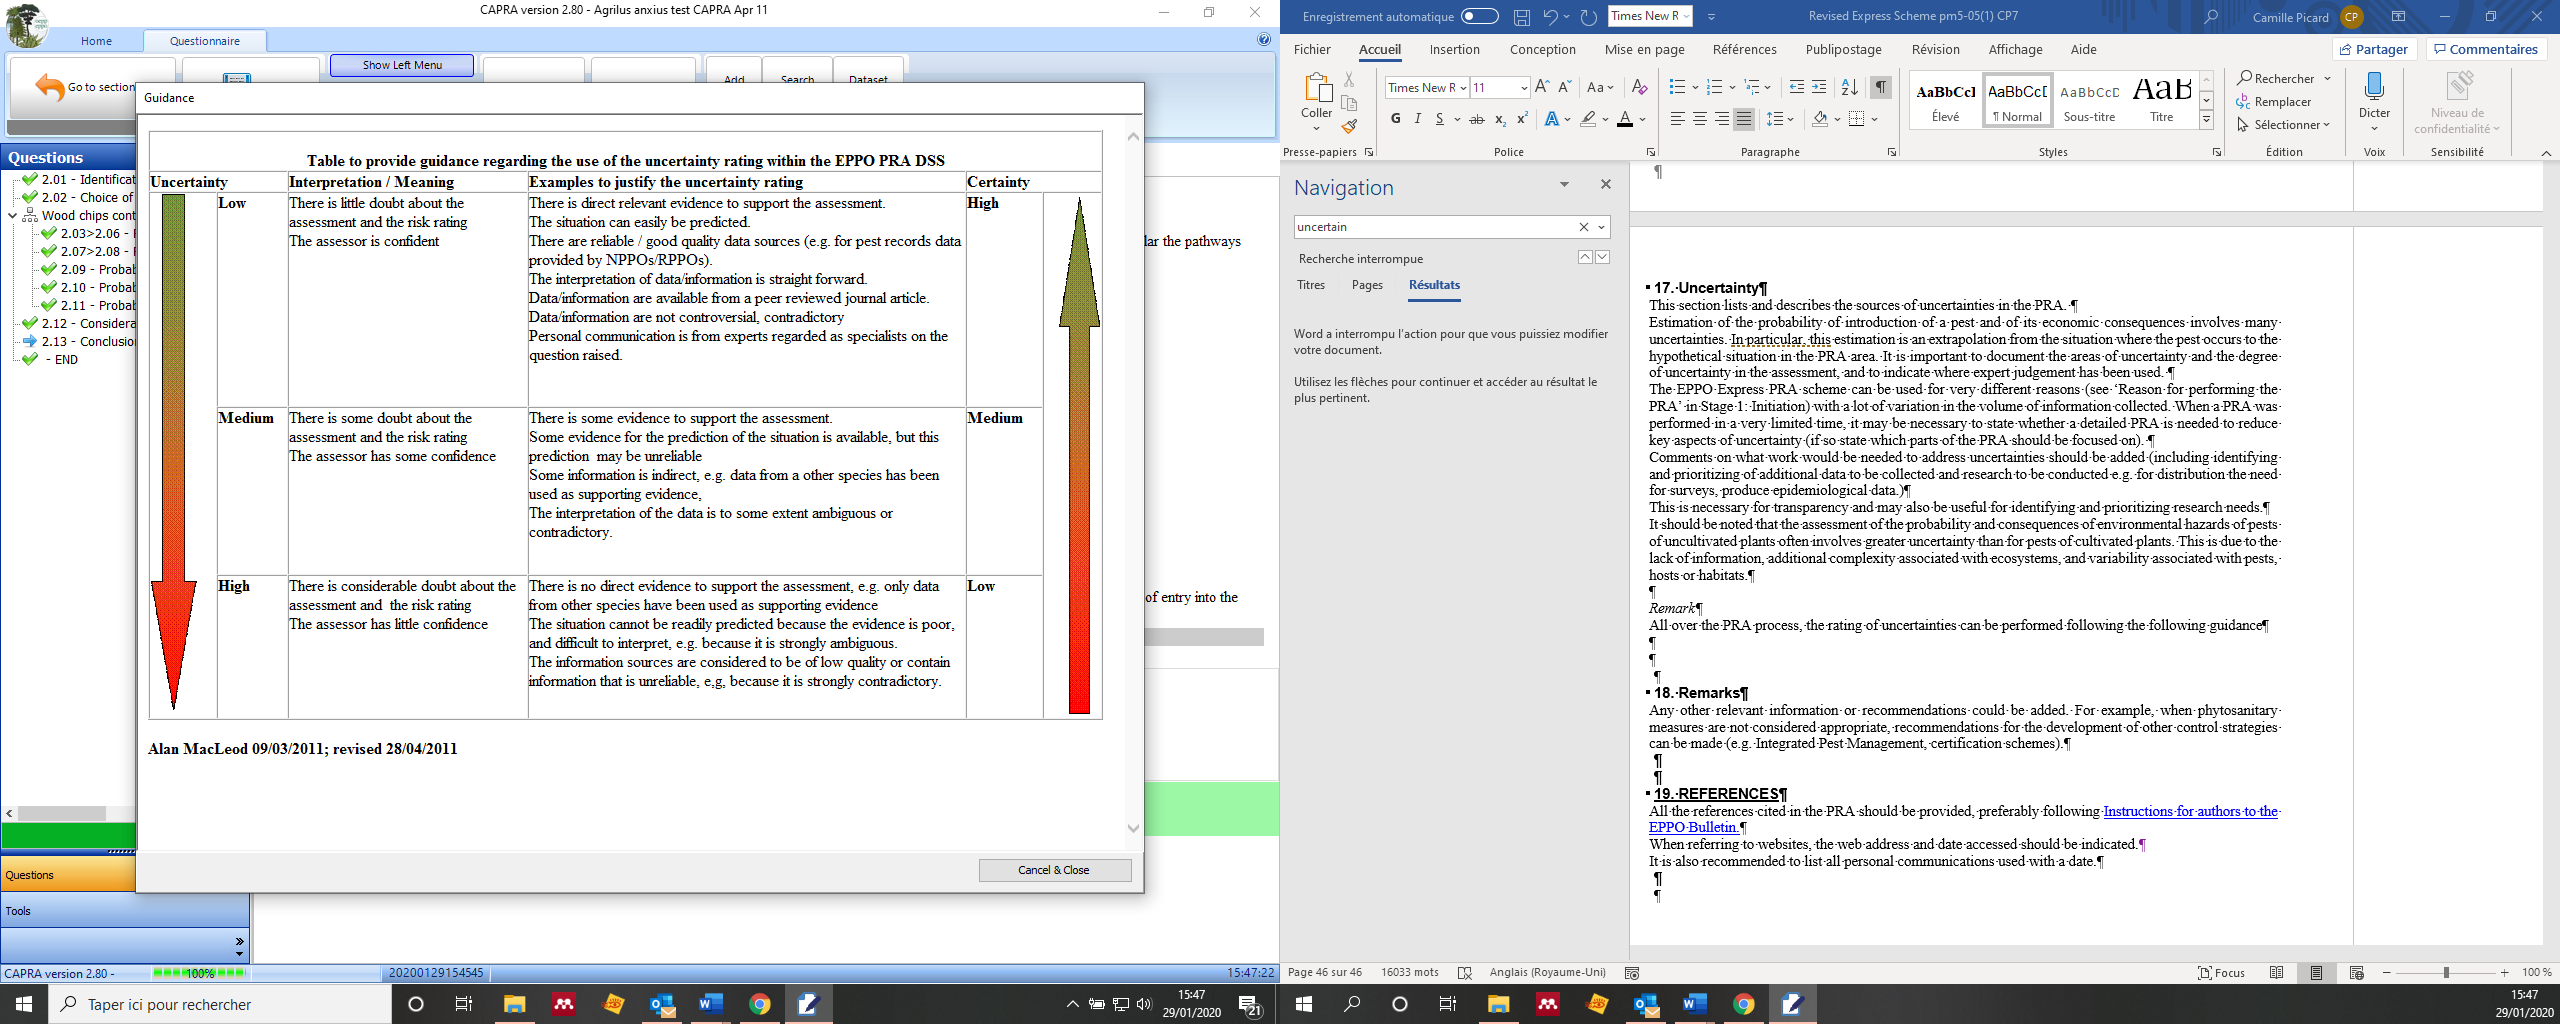 CAPRA version 2.80 - Agrilus anxius test CAPRA Apr 11
Home
Questionnaire
Go to section
Show Left Menu
Add
Search
Dataset
Guidance
Table to provide guidance regarding the use of the uncertainty rating within the EPPO PRA DSS
Uncertainty
Interpretation / Meaning
Examples to justify the uncertainty rating
Certainty
Low
There is little doubt about the
assessment and the risk rating
The assessor is confident
There is direct relevant evidence to support the assessment.
The situation can easily be predicted.
There are reliable / good quality data sources (e.g. for pest records data
provided by NPPOs/RPPOs).
The interpretation of data/information is straight forward.
Data/information are available from a peer reviewed journal article.
Data/information are not controversial, contradictory
Personal communication is from experts regarded as specialists on the
question raised.
High
Medium
There is some doubt about the
assessment and the risk rating
The assessor has some confidence
There is some evidence to support the assessment.
Some evidence for the prediction of the situation is available, but this
prediction  may be unreliable
Some information is indirect, e.g. data from a other species has been
used as supporting evidence,
The interpretation of the data is to some extent ambiguous or
contradictory.
Medium
High
There is considerable doubt about the
assessment and  the risk rating
The assessor has little confidence
There is no direct evidence to support the assessment, e.g. only data
from other species have been used as supporting evidence
The situation cannot be readily predicted because the evidence is poor,
and difficult to interpret, e.g. because it is strongly ambiguous.
The information sources are considered to be of low quality or contain
information that is unreliable, e,g, because it is strongly contradictory.
Low
Alan MacLeod 09/03/2011; revised 28/04/2011
Cancel & Close
Questions
2.01 - Identificat
2.02 - Choice of
Wood chips cont
2.03>2.06 -
2.07>2.08 -
2.09 - Probab
2.10 - Probab
2.11 - Probab
2.12 - Considera
2.13 - Conclusio
- END
lar the pathways
of entry into the
Questions
Tools
CAPRA version 2.80 -
100%
20200129154545
15:47:22
Taper ici pour rechercher
15:47
29/01/2020
21
Enregistrement automatique
Times New R
Revised Express Scheme pm5-05(1) CP7
Camille Picard
CP
Fichier
Accueil
Insertion
Conception
Mise en page
Références
Publipostage
Révision
Affichage
Aide
Partager
Commentaires
Coller
Presse-papiers
Times New R
11
Aa
G I S ab x₂ x²
Police
Paragraphe
AaBbCcI
Élevé
AaBbCcD
¶ Normal
AaBbCcD
Sous-titre
AaB
Titre
Styles
Rechercher
Remplacer
Sélectionner
Édition
Dicter
Voix
Niveau de
confidentialité
Sensibilité
Navigation
uncertain
Recherche interrompue
Titres
Pages
Résultats
Word a interrompu l'action pour que vous puissiez modifier
votre document.
Utilisez les flèches pour continuer et accéder au résultat le
plus pertinent.
¶
17. Uncertainty¶
This section lists and describes the sources of uncertainties in the PRA. ¶
Estimation of the probability of introduction of a pest and of its economic consequences involves many
uncertainties. In particular, this estimation is an extrapolation from the situation where the pest occurs to the
hypothetical situation in the PRA area. It is important to document the areas of uncertainty and the degree
of uncertainty in the assessment, and to indicate where expert judgement has been used. ¶
The EPPO Express PRA scheme can be used for very different reasons (see ‘Reason for performing the
PRA’ in Stage 1: Initiation) with a lot of variation in the volume of information collected. When a PRA was
performed in a very limited time, it may be necessary to state whether a detailed PRA is needed to reduce
key aspects of uncertainty (if so state which parts of the PRA should be focused on). ¶
Comments on what work would be needed to address uncertainties should be added (including identifying
and prioritizing of additional data to be collected and research to be conducted e.g. for distribution the need
for surveys, produce epidemiological data.)¶
This is necessary for transparency and may also be useful for identifying and prioritizing research needs.¶
It should be noted that the assessment of the probability and consequences of environmental hazards of pests
of uncultivated plants often involves greater uncertainty than for pests of cultivated plants. This is due to the
lack of information, additional complexity associated with ecosystems, and variability associated with pests,
hosts or habitats.¶
¶
Remark¶
All over the PRA process, the rating of uncertainties can be performed following the following guidance¶
¶
¶
¶
18. Remarks¶
Any other relevant information or recommendations could be added. For example, when phytosanitary
measures are not considered appropriate, recommendations for the development of other control strategies
can be made (e.g. Integrated Pest Management, certification schemes).¶
¶
¶
19. REFERENCES¶
All the references cited in the PRA should be provided, preferably following Instructions for authors to the
EPPO Bulletin.¶
When referring to websites, the web address and date accessed should be indicated.¶
It is also recommended to list all personal communications used with a date.¶
¶
¶
Page 46 sur 46
16033 mots
Anglais (Royaume-Uni)
Focus
100 %
15:47
29/01/2020